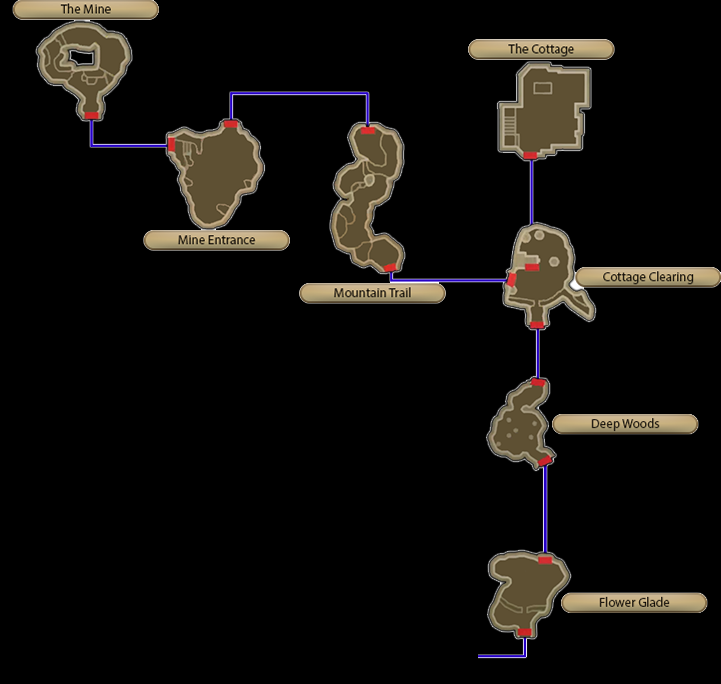 The Mine
The Cottage
Mine Entrance
Cottage Clearing
Mountain Trail
Deep Woods
Flower Glade